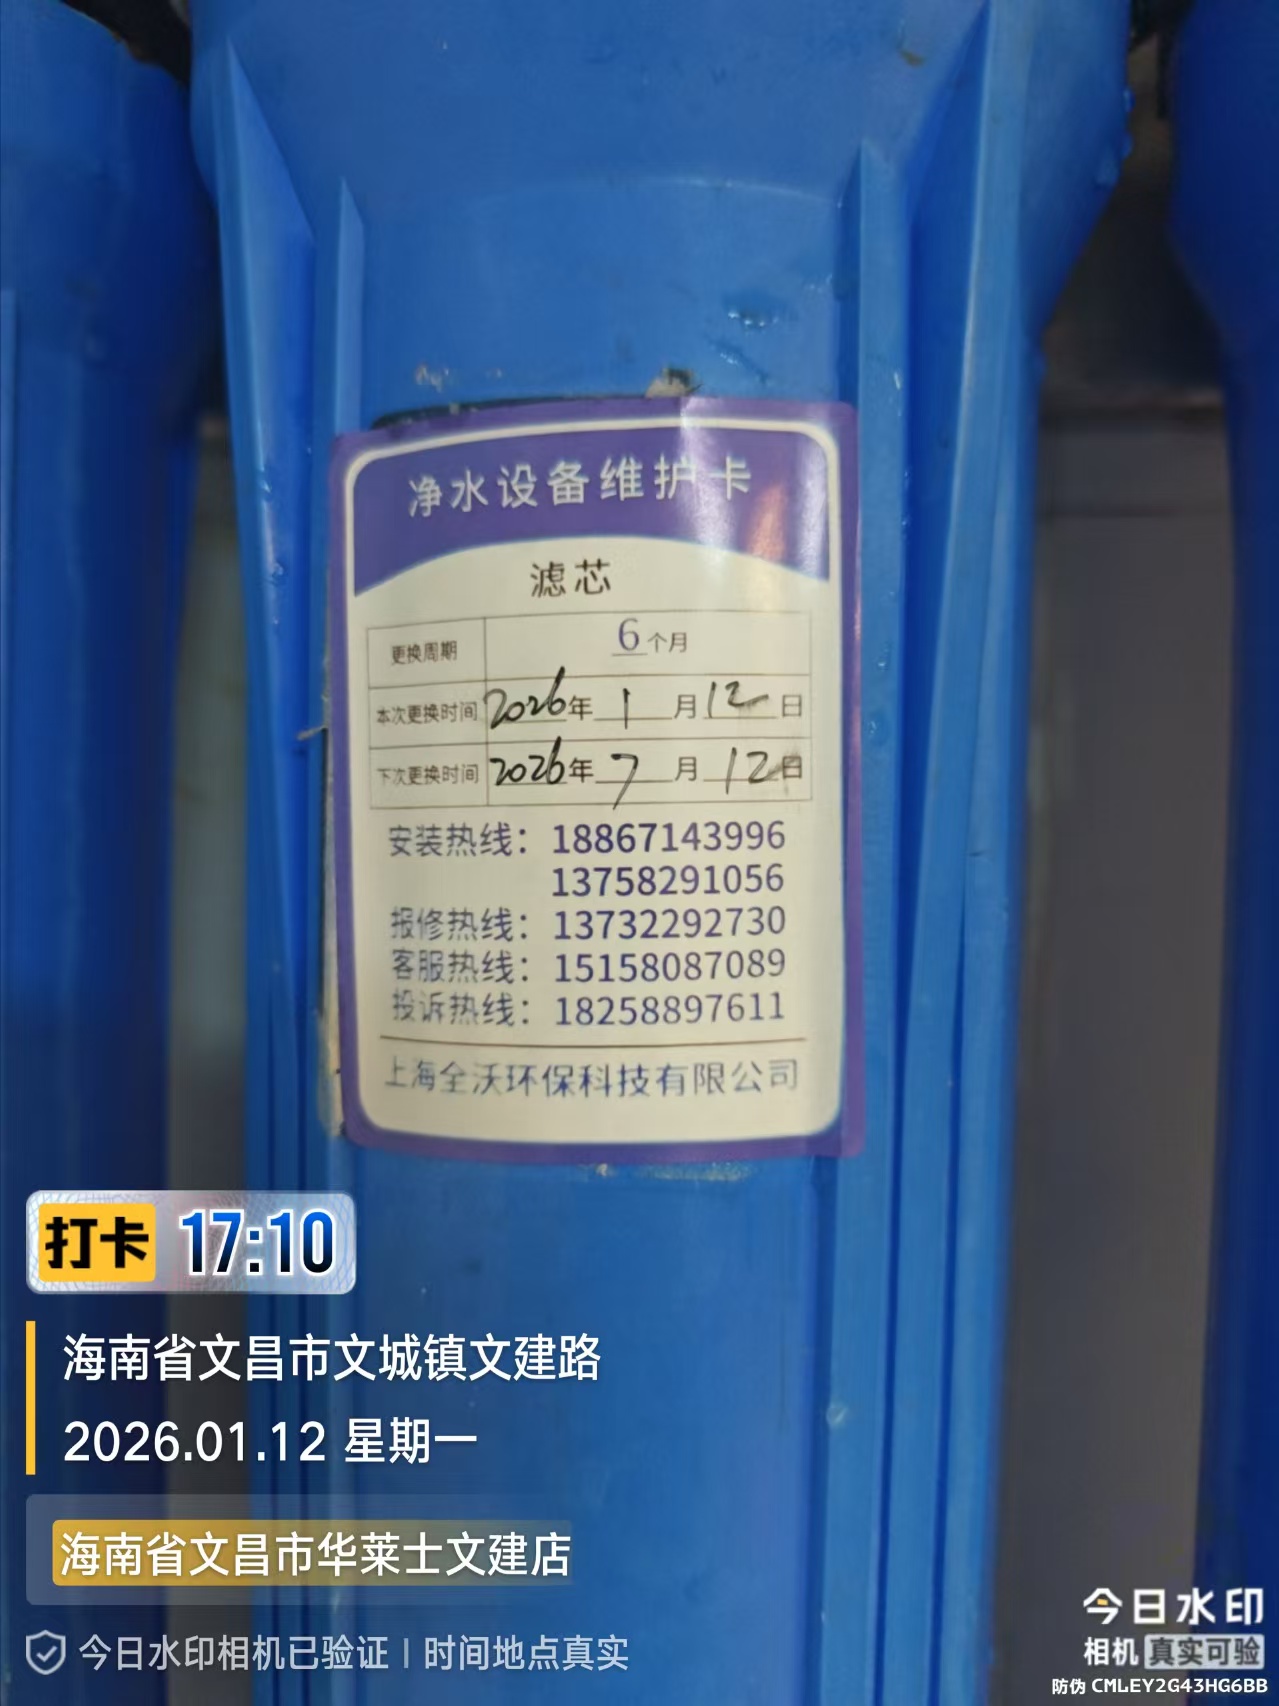 净水设备维护卡
滤芯
更换周期 6个月
本次更换时间 2026年1月12日
下次更换时间 2026年7月12日
安装热线：18867143996
13758291056
报修热线：13732292730
客服热线：15158087089
投诉热线：18258897611
上海全沃环保科技有限公司
打卡 17:10
海南省文昌市文城镇文建路
2026.01.12 星期一
海南省文昌市华莱士文建店
今日水印相机已验证 | 时间地点真实
今日水印
相机 真实可验
防伪 CMLEY2G43HG6BB